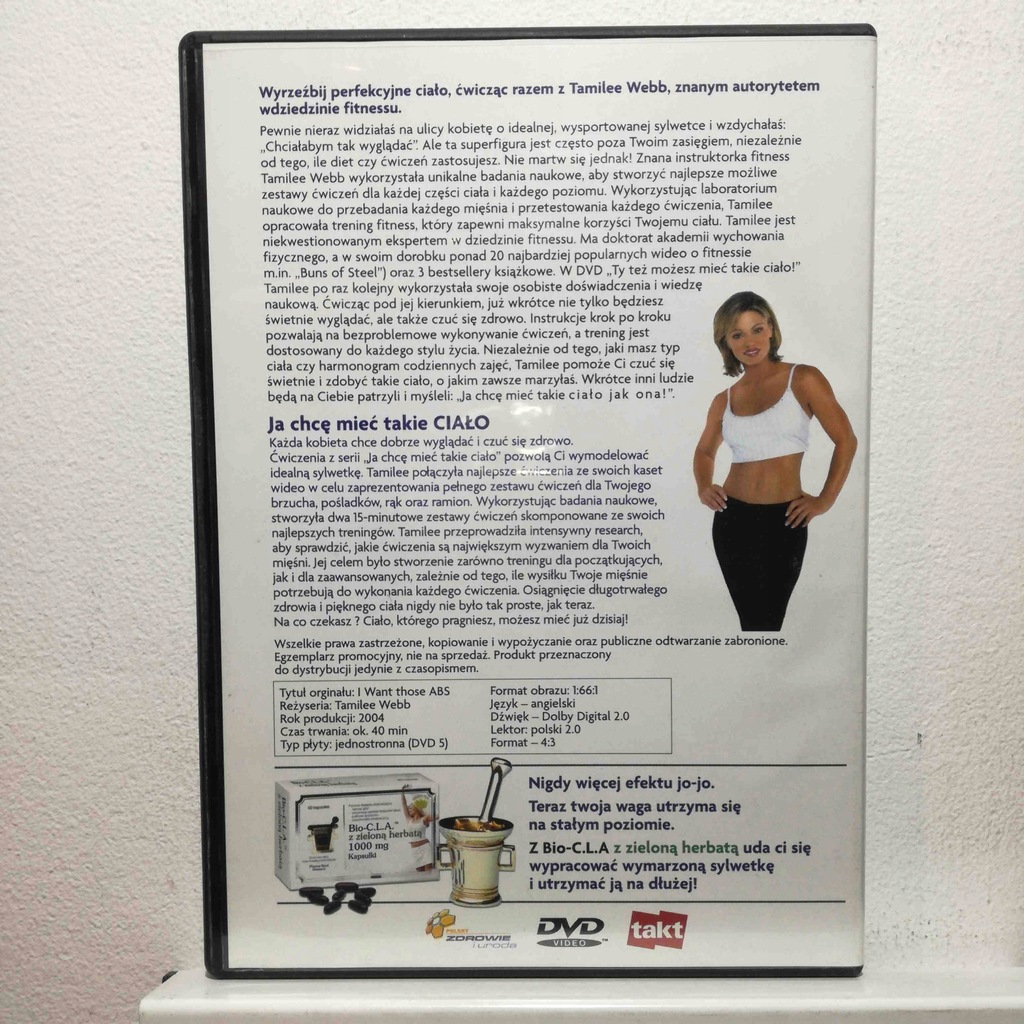 Wyrzeźbij perfekcyjne ciało, ćwicząc razem z Tamilee Webb, znanym autorytetem
wdziedzinie fitnessu.
Pewnie nieraz widziałaś na ulicy kobietę o idealnej, wysportowanej sylwetce i wzdychałaś:
„Chciałabym tak wyglądać". Ale ta superfigura jest często poza Twoim zasięgiem, niezależnie
od tego, ile diet czy ćwiczeń zastosujesz. Nie martw się jednak! Znana instruktorka fitness
Tamilee Webb wykorzystała unikalne badania naukowe, aby stworzyć najlepsze możliwe
zestawy ćwiczeń dla każdej części ciała i każdego poziomu. Wykorzystując laboratorium
naukowe do przebadania każdego mięśnia i przetestowania każdego ćwiczenia, Tamilee
opracowała trening fitness, który zapewni maksymalne korzyści Twojemu ciału. Tamilee jest
niekwestionowanym ekspertem w dziedzinie fitnessu. Ma doktorat akademii wychowania
fizycznego, a w swoim dorobku ponad 20 najbardziej popularnych wideo o fitnessie
m.in. „Buns of Steel") oraz 3 bestsellery książkowe. W DVD „Ty też możesz mieć takie ciało!"
Tamilee po raz kolejny wykorzystała swoje osobiste doświadczenia i wiedzę
naukową. Ćwicząc pod jej kierunkiem, już wkrótce nie tylko będziesz
świetnie wyglądać, ale także czuć się zdrowo. Instrukcje krok po kroku
pozwalają na bezproblemowe wykonywanie ćwiczeń, a trening jest
dostosowany do każdego stylu życia. Niezależnie od tego, jaki masz typ
ciała czy harmonogram codziennych zajęć, Tamilee pomoże Ci czuć się
świetnie i zdobyć takie ciało, o jakim zawsze marzyłaś. Wkrótce inni ludzie
będą na Ciebie patrzyli i myśleli: „Ja chcę mieć takie ciało jak ona!".
Ja chcę mieć takie CIAŁO
Każda kobieta chce dobrze wyglądać i czuć się zdrowo.
Ćwiczenia z serii „Ja chcę mieć takie ciało" pozwolą Ci wymodelować
idealną sylwetkę. Tamilee połączyła najlepsze ćwiczenia ze swoich kaset
wideo w celu zaprezentowania pełnego zestawu ćwiczeń dla Twojego
brzucha, pośladków, rąk oraz ramion. Wykorzystując badania naukowe,
stworzyła dwa 15-minutowe zestawy ćwiczeń skomponowane ze swoich
najlepszych treningów. Tamilee przeprowadziła intensywny research,
aby sprawdzić, jakie ćwiczenia są największym wyzwaniem dla Twoich
mięśni. Jej celem było stworzenie zarówno treningu dla początkujących,
jak i dla zaawansowanych, zależnie od tego, ile wysiłku Twoje mięśnie
potrzebują do wykonania każdego ćwiczenia. Osiągnięcie długotrwałego
zdrowia i pięknego ciała nigdy nie było tak proste, jak teraz.
Na co czekasz ? Ciało, którego pragniesz, możesz mieć już dzisiaj!
Wszelkie prawa zastrzeżone, kopiowanie i wypożyczanie oraz publiczne odtwarzanie zabronione.
Egzemplarz promocyjny, nie na sprzedaż. Produkt przeznaczony
do dystrybucji jedynie z czasopismem.
Tytuł orginału: I Want those ABS
Reżyseria: Tamilee Webb
Rok produkcji: 2004
Czas trwania: ok. 40 min
Typ płyty: jednostronna (DVD 5)
Format obrazu: 1:66:1
Język – angielski
Dźwięk – Dolby Digital 2.0
Lektor: polski 2.0
Format – 4:3
Bio-C.L.A.
z zieloną herbatą
1000 mg
Kapsułki
Nigdy więcej efektu jo-jo.
Teraz twoja waga utrzyma się
na stałym poziomie.
Z Bio-C.L.A z zieloną herbatą uda ci się
wypracować wymarzoną sylwetkę
i utrzymać ją na dłużej!
POLSKI
ZDROWIE
i uroda
DVD
VIDEO ™
takt